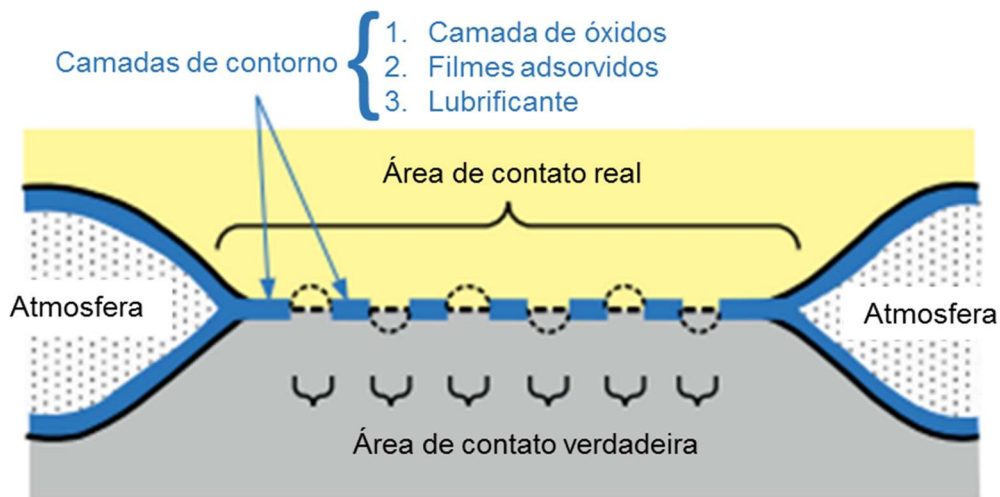 Camadas de contorno
1. Camada de óxidos
2. Filmes adsorvidos
3. Lubrificante
Área de contato real
Atmosfera
Atmosfera
Área de contato verdadeira